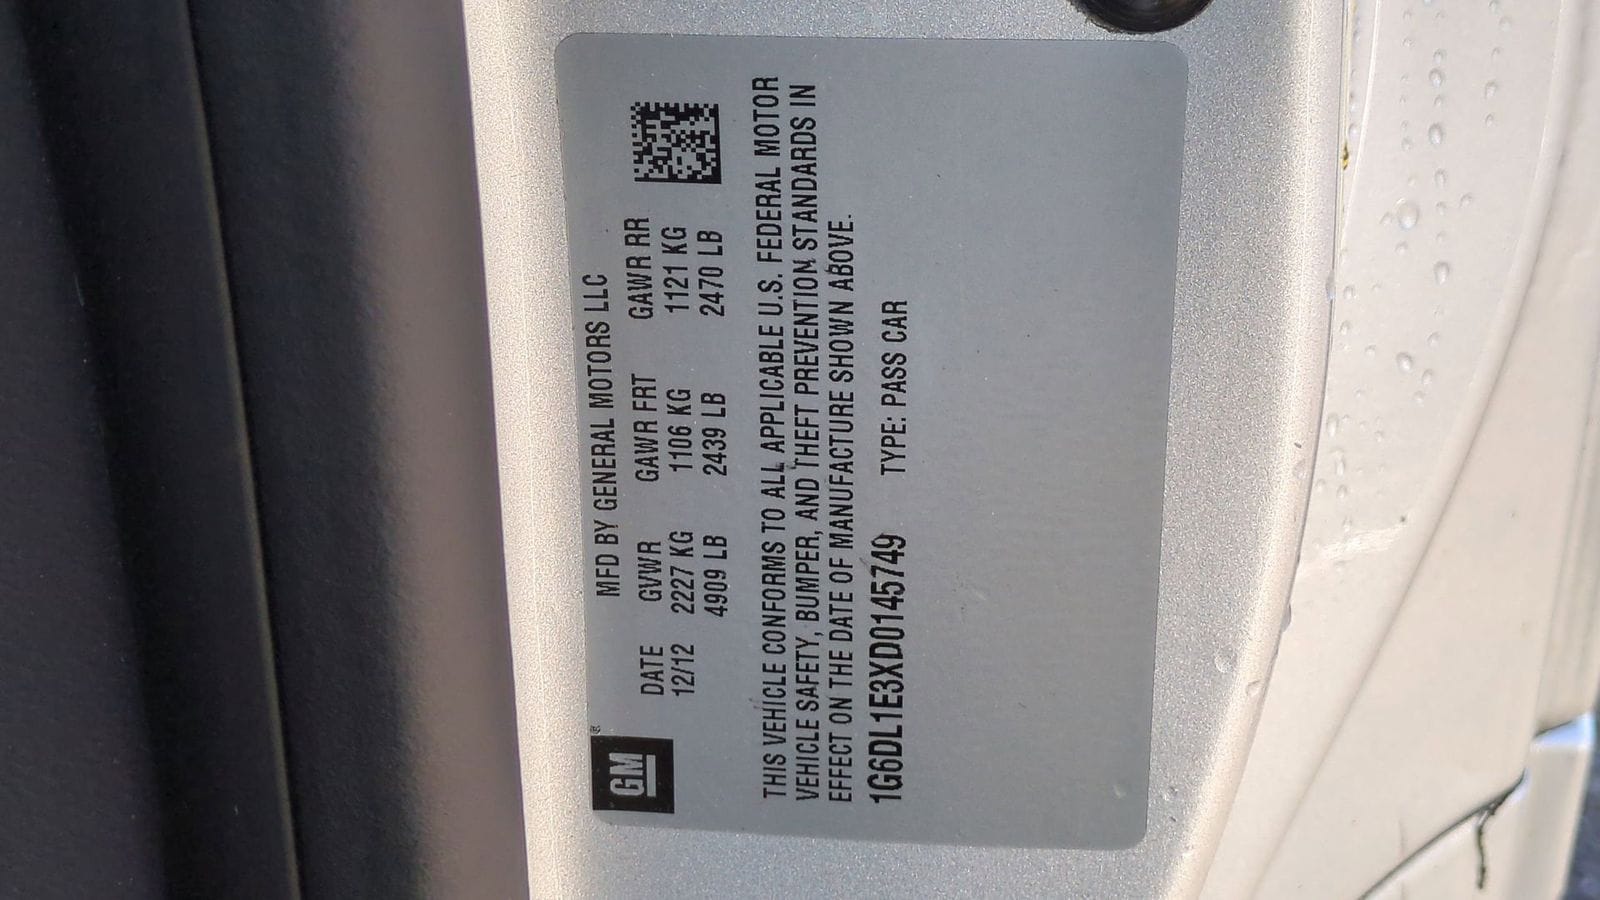 GM®
MFD BY GENERAL MOTORS LLC
DATE GVWR GAWR FRT GAWR RR
12/12 2227 KG 1106 KG 1121 KG
4909 LB 2439 LB 2470 LB
THIS VEHICLE CONFORMS TO ALL APPLICABLE U.S. FEDERAL MOTOR
VEHICLE SAFETY, BUMPER, AND THEFT PREVENTION STANDARDS IN
EFFECT ON THE DATE OF MANUFACTURE SHOWN ABOVE.
1G6DL1E3XD0145749 TYPE: PASS CAR